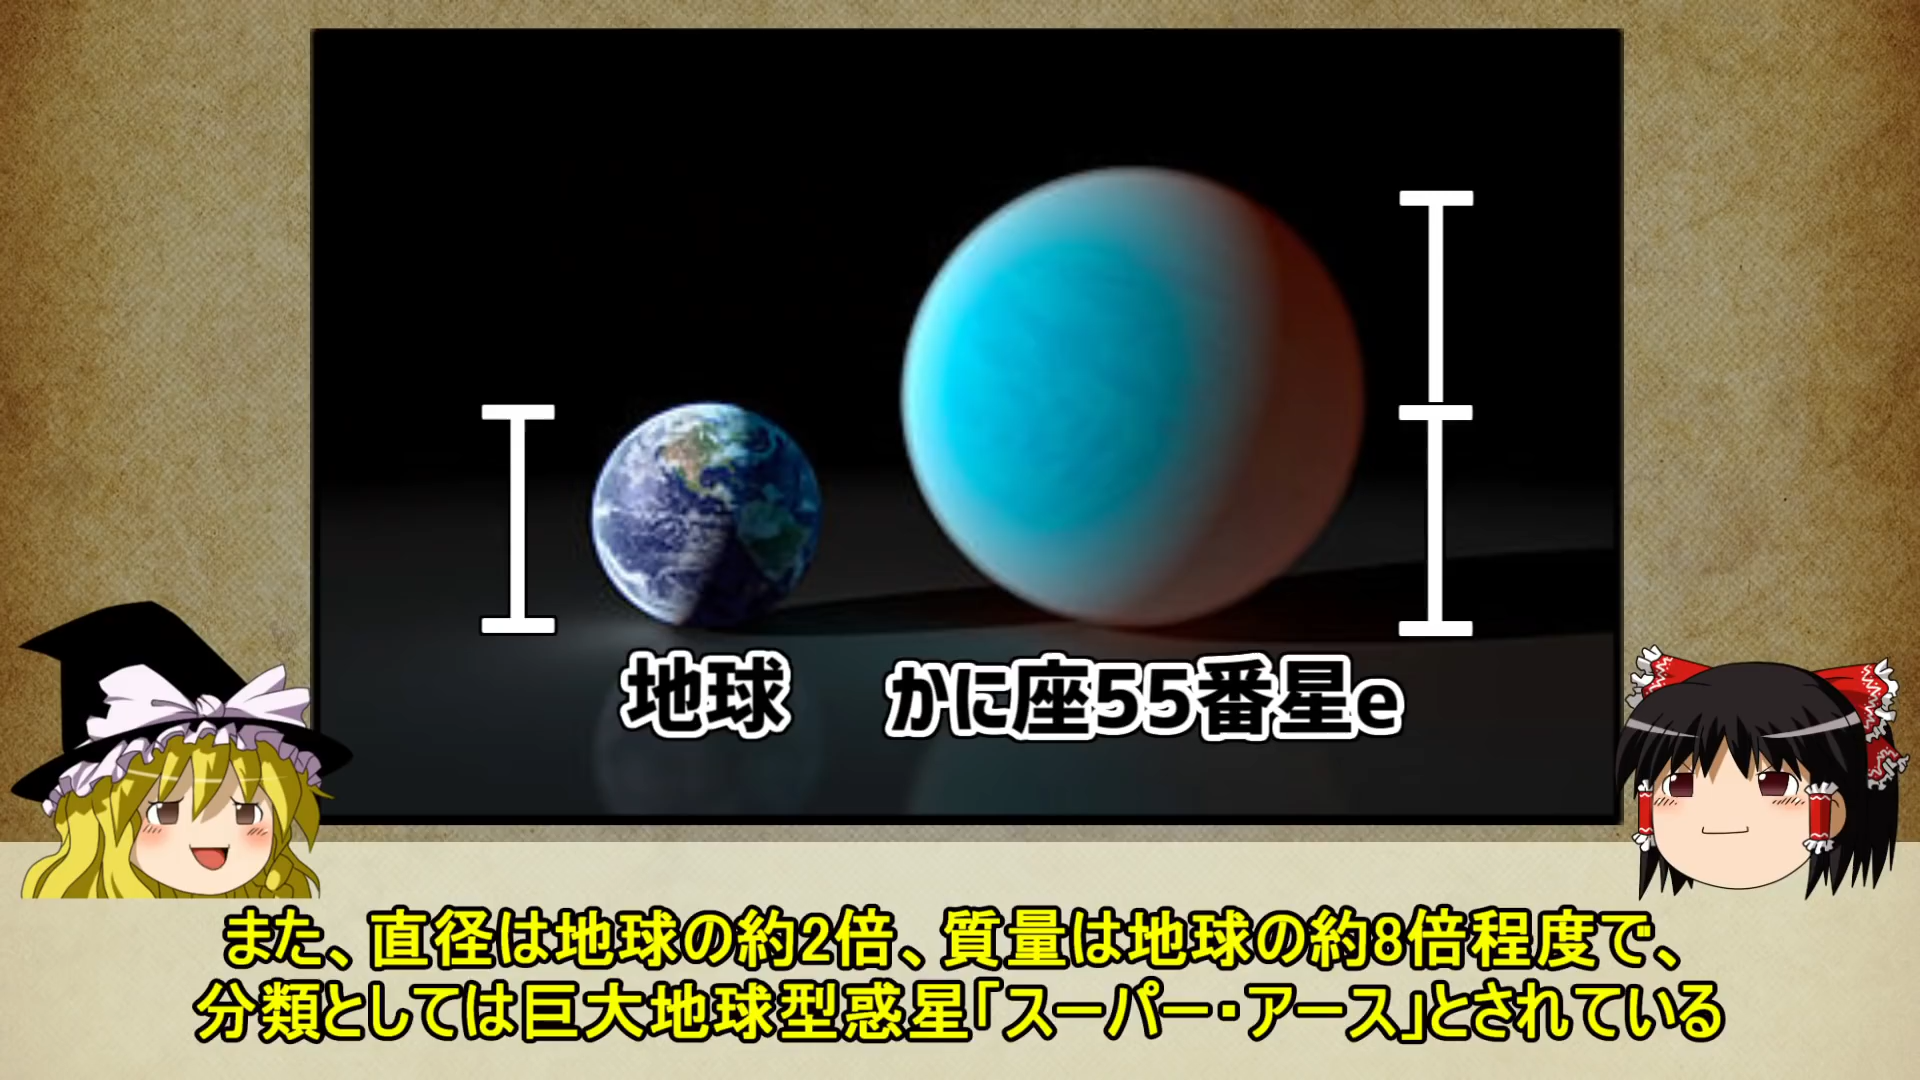 地球
かに座55番星e
また、直径は地球の約2倍、質量は地球の約8倍程度で、
分類としては巨大地球型惑星「スーパー・アース」とされている